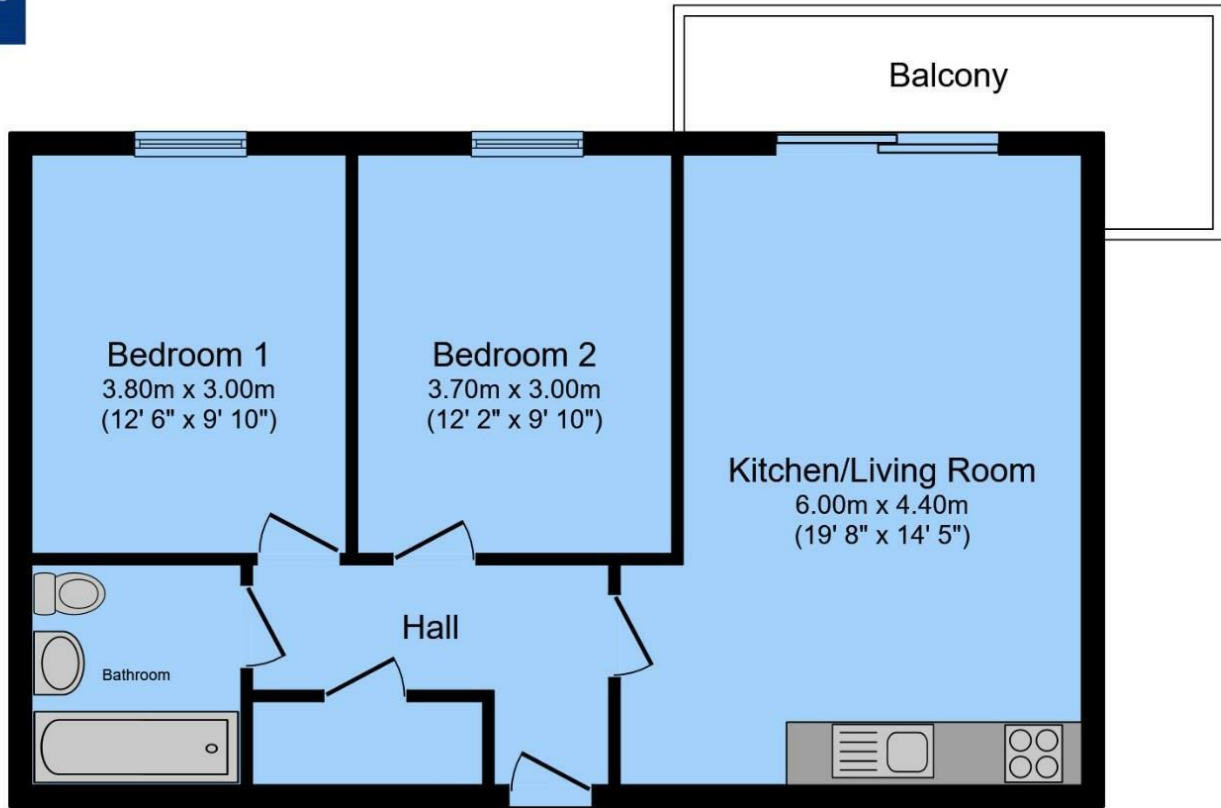 Balcony
Bedroom 1
3.80m x 3.00m
(12' 6" x 9' 10")
Bedroom 2
3.70m x 3.00m
(12' 2" x 9' 10")
Kitchen/Living Room
6.00m x 4.40m
(19' 8" x 14' 5")
Hall
Bathroom